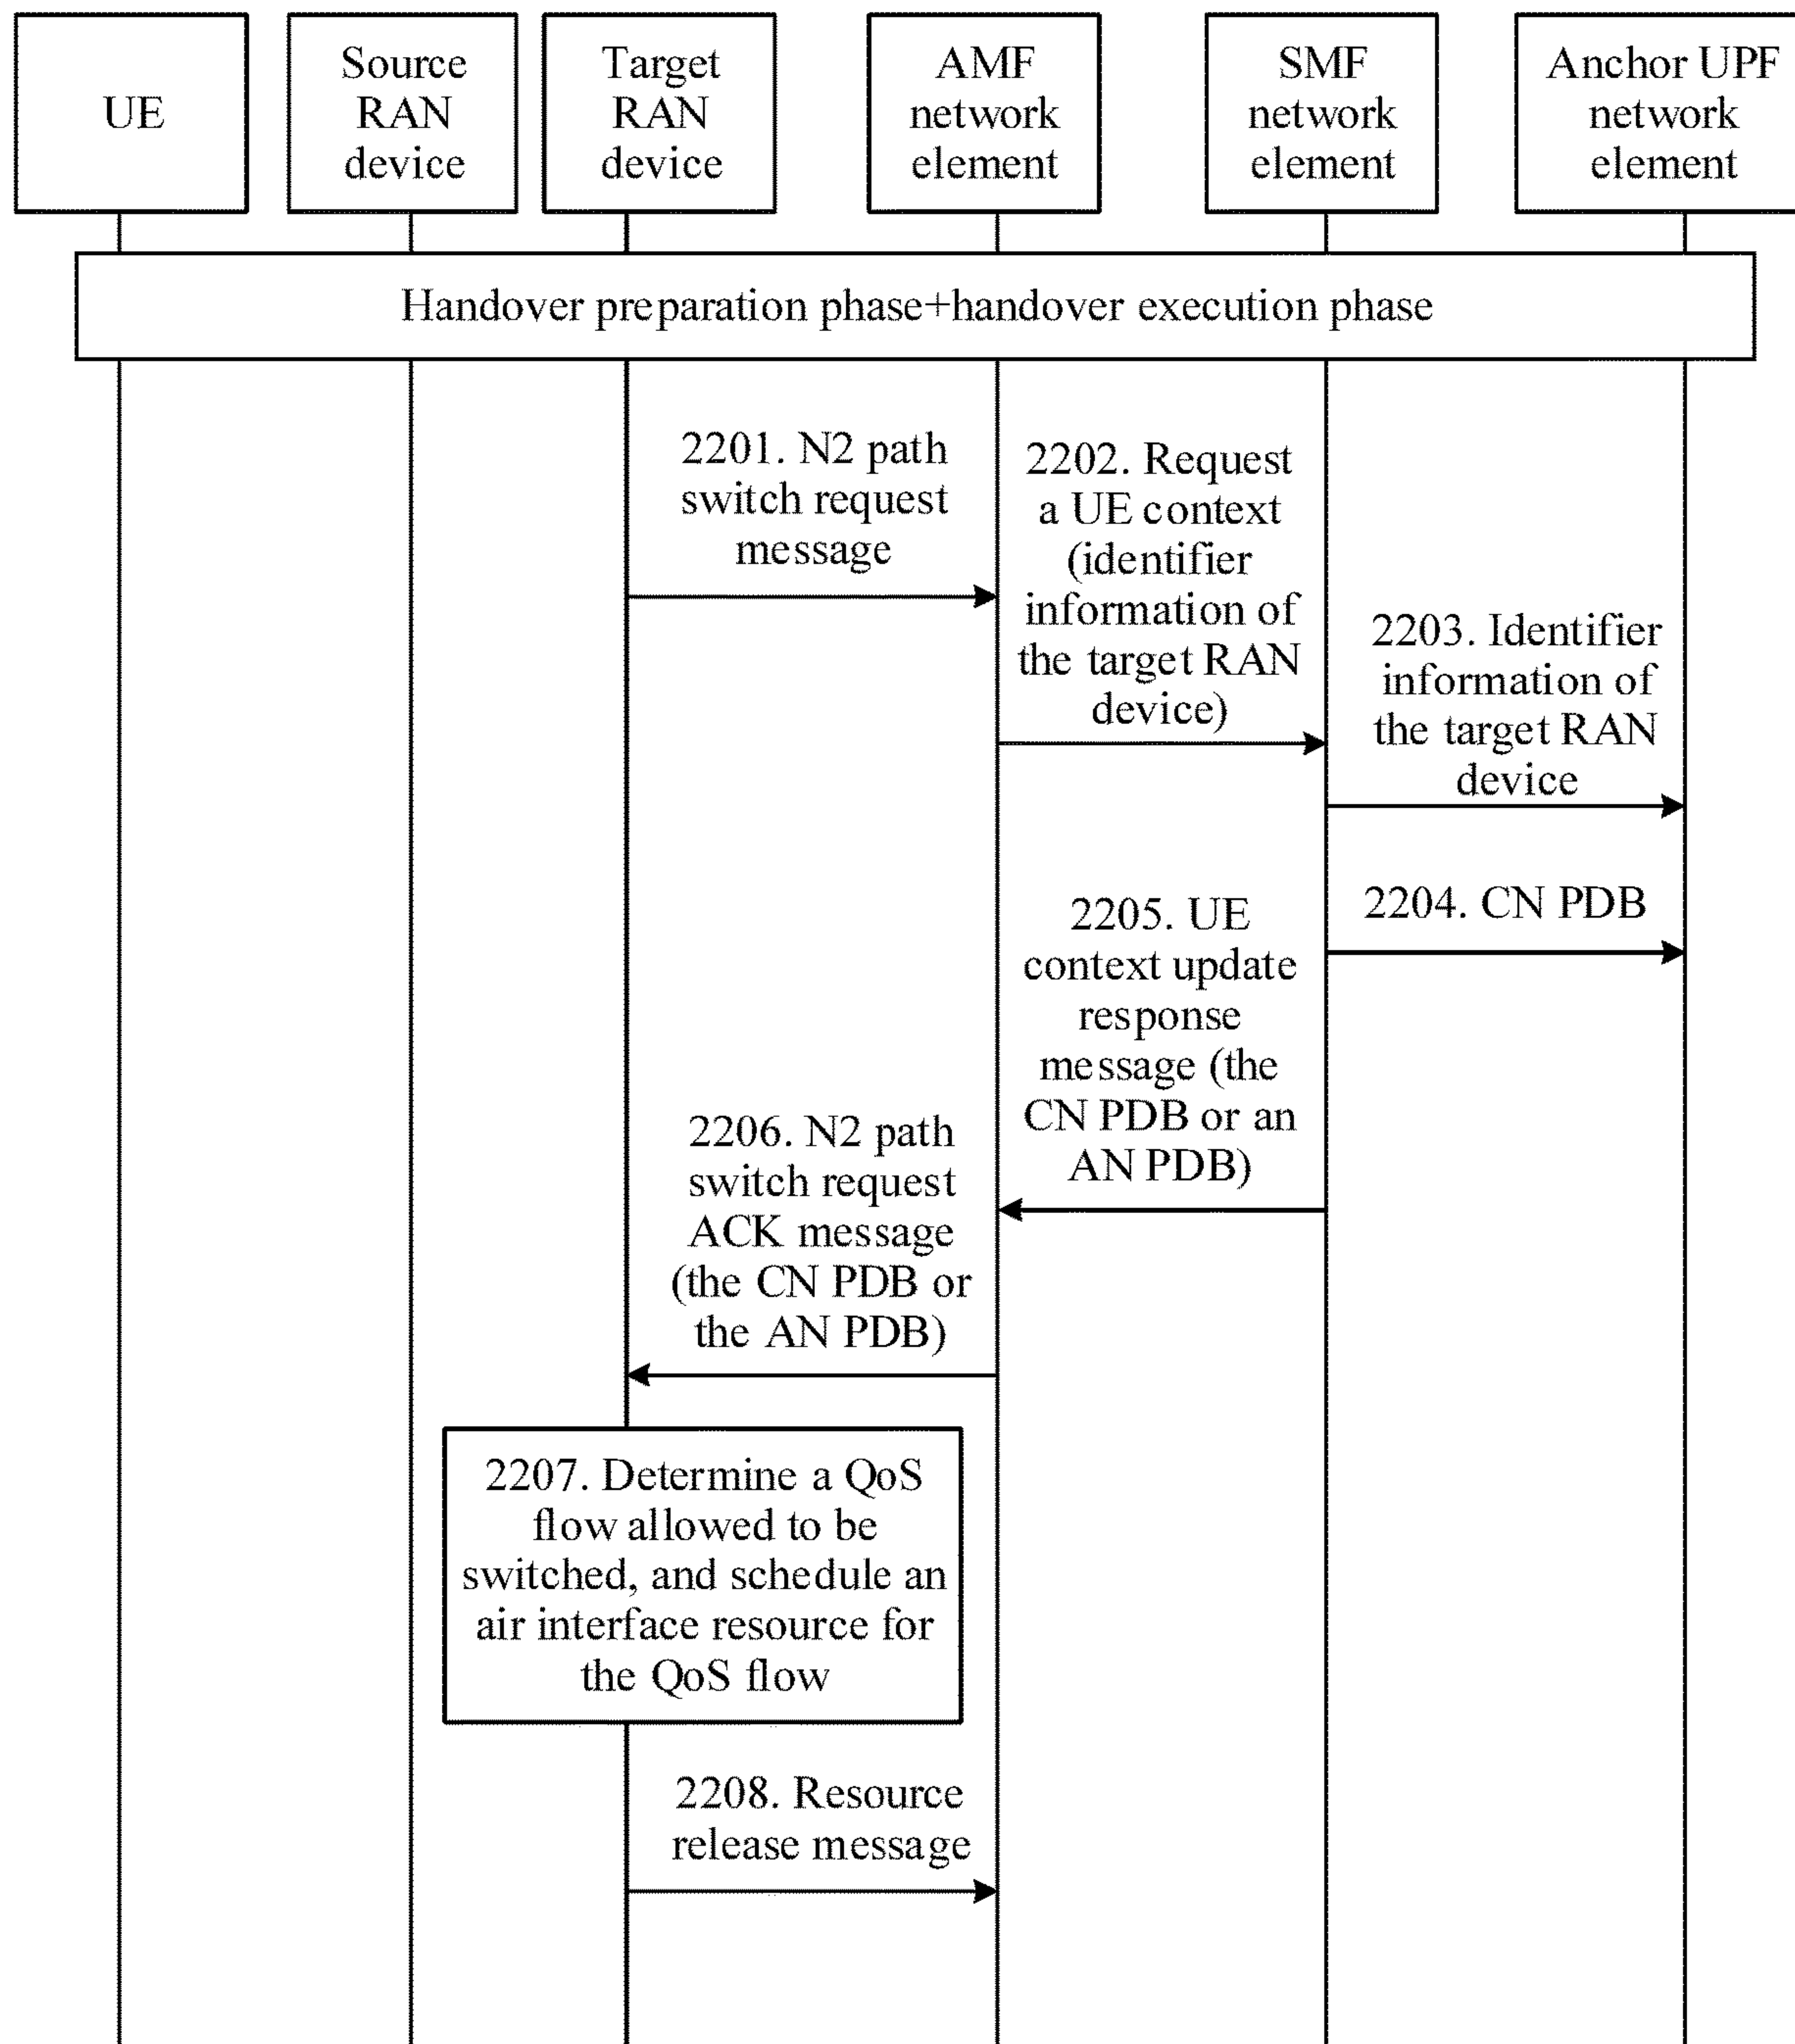 UE
Source
RAN
device
Target
RAN
device
AMF
network
element
SMF
network
element
Anchor UPF
network
element
Handover preparation phase+handover execution phase
2201. N2 path
switch request
message
2202. Request
a UE context
(identifier
information of
the target RAN
device)
2203. Identifier
information of
the target RAN
device
2204. CN PDB
2205. UE
context update
response
message (the
CN PDB or an
AN PDB)
2206. N2 path
switch request
ACK message
(the CN PDB or
the AN PDB)
2207. Determine a QoS
flow allowed to be
switched, and schedule an
air interface resource for
the QoS flow
2208. Resource
release message